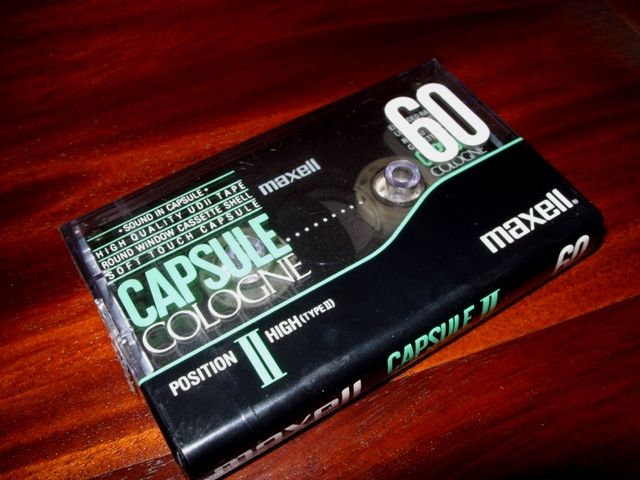 60
COLOGNE
maxell
• SOUND IN CAPSULE •
HIGH QUALITY UDII TAPE
ROUND WINDOW CASSETTE SHELL
SOFT TOUCH CAPSULE
CAPSULE
COLOGNE
maxell®
POSITION II HIGH (TYPE II)
maxell
CAPSULE II
60